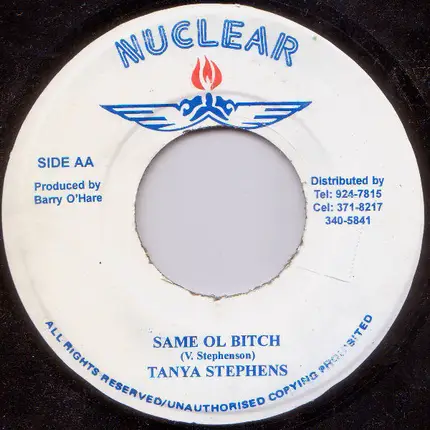 NUCLEAR
SIDE AA
Produced by
Barry O'Hare
Distributed by
Tel: 924-7815
Cel: 371-8217
340-5841
SAME OL BITCH
(V. Stephenson)
TANYA STEPHENS
ALL RIGHTS RESERVED/UNAUTHORISED COPYING PROHIBITED